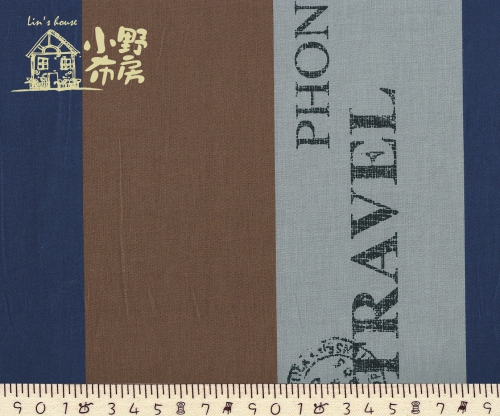 Lin's house
小野
布房
PHON
TRAVEL
9 0 1 3 4 5 7 9 0 1 3 4 5 7 9